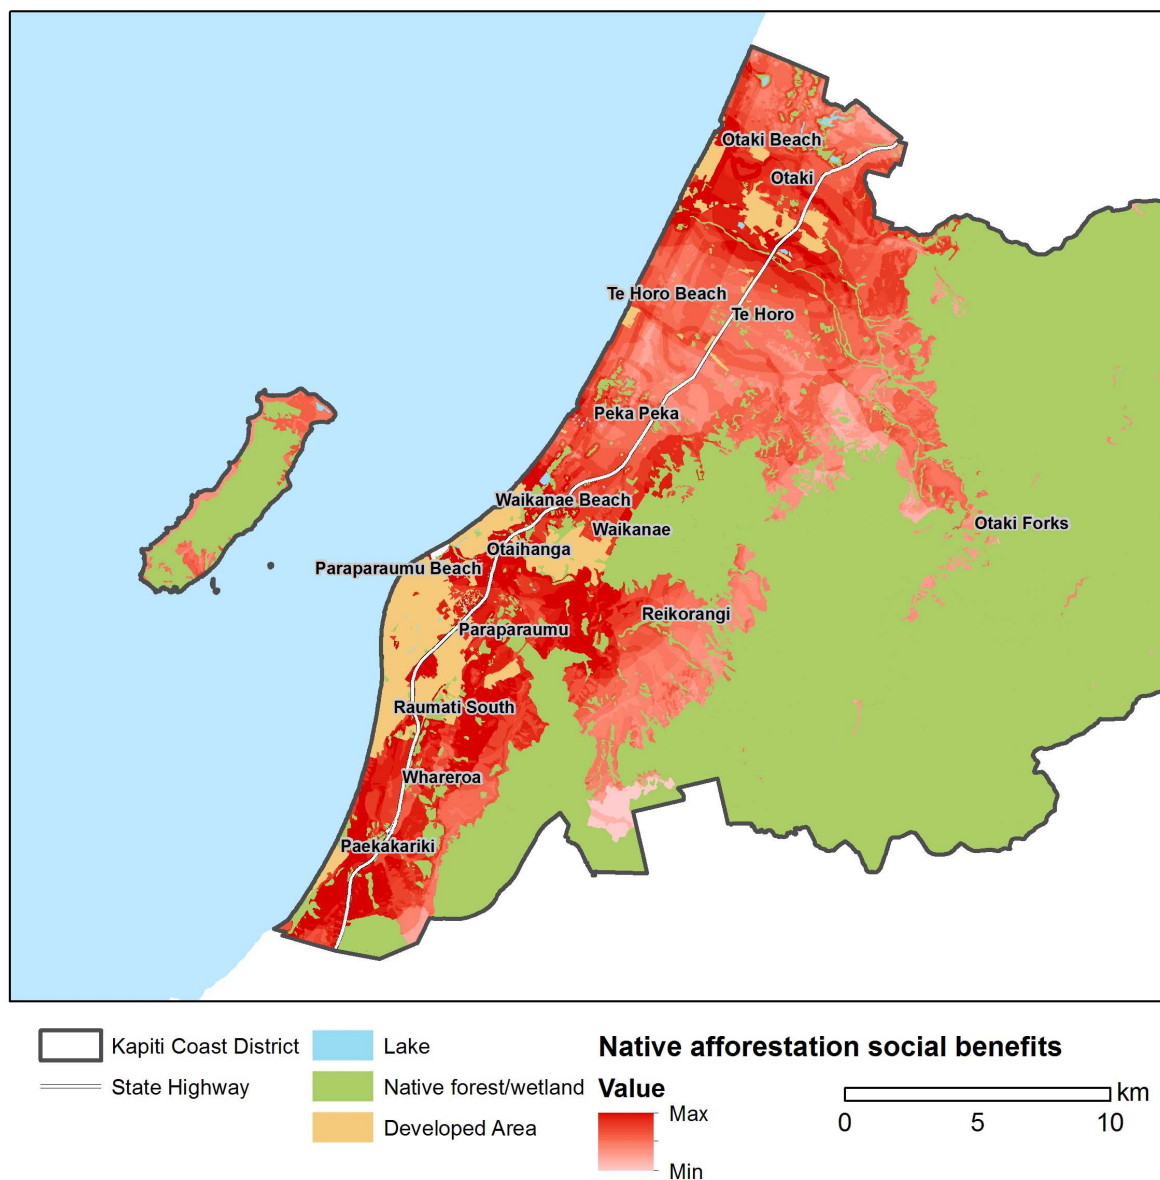 Otaki Beach
Otaki
Te Horo Beach
Te Horo
Peka Peka
Waikanae Beach
Waikanae
Otaki Forks
Otaihanga
Paraparaumu Beach
Reikorangi
Paraparaumu
Raumati South
Whareroa
Paekakariki
Kapiti Coast District
State Highway
Lake
Native forest/wetland
Developed Area
Native afforestation social benefits
Value
Max
Min
km
0 5 10